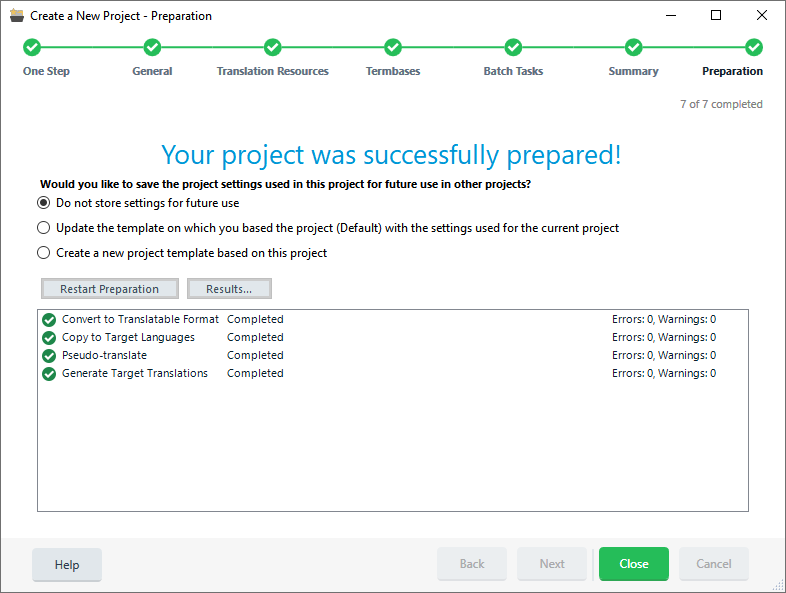 Create a New Project - Preparation
One Step General Translation Resources Termbases Batch Tasks Summary Preparation
7 of 7 completed
Your project was successfully prepared!
Would you like to save the project settings used in this project for future use in other projects?
Do not store settings for future use
Update the template on which you based the project (Default) with the settings used for the current project
Create a new project template based on this project
Restart Preparation Results...
Convert to Translatable Format Completed Errors: 0, Warnings: 0
Copy to Target Languages Completed Errors: 0, Warnings: 0
Pseudo-translate Completed Errors: 0, Warnings: 0
Generate Target Translations Completed Errors: 0, Warnings: 0
Help Back Next Close Cancel